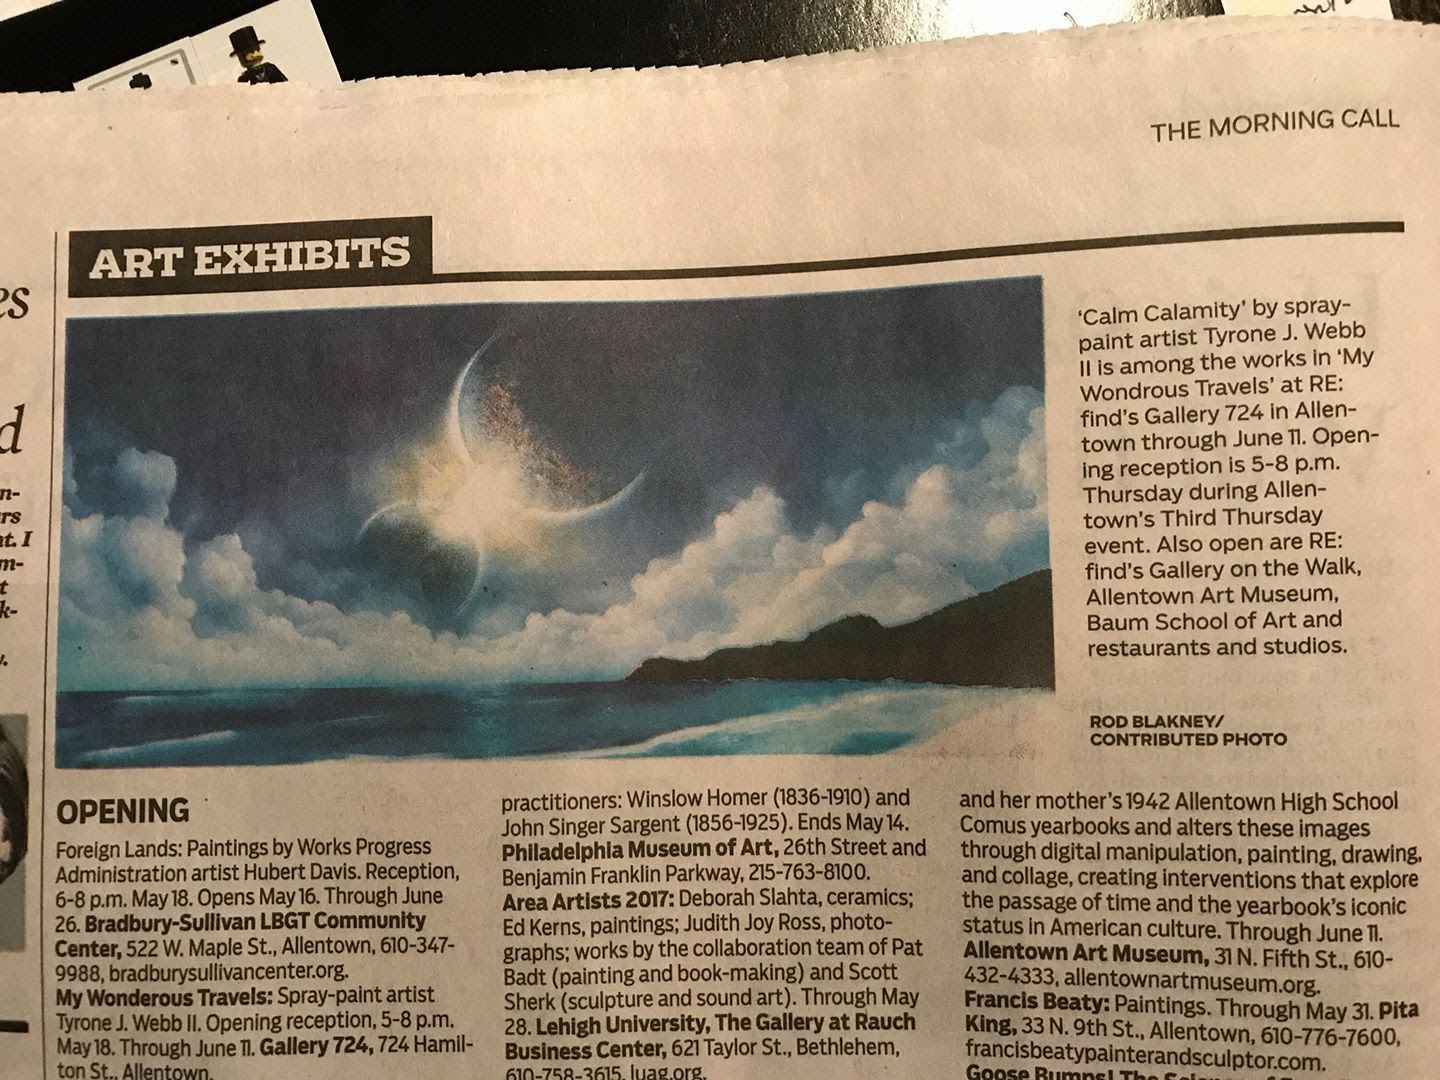 THE MORNING CALL
ART EXHIBITS
'Calm Calamity' by spray-
paint artist Tyrone J. Webb
II is among the works in 'My
Wondrous Travels' at RE:
find's Gallery 724 in Allen-
town through June 11. Open-
ing reception is 5-8 p.m.
Thursday during Allen-
town's Third Thursday
event. Also open are RE:
find's Gallery on the Walk,
Allentown Art Museum,
Baum School of Art and
restaurants and studios.
ROD BLAKNEY/
CONTRIBUTED PHOTO
OPENING
Foreign Lands: Paintings by Works Progress
Administration artist Hubert Davis. Reception,
6-8 p.m. May 18. Opens May 16. Through June
26. Bradbury-Sullivan LBGT Community
Center, 522 W. Maple St., Allentown, 610-347-
9988, bradburysullivancenter.org.
My Wonderous Travels: Spray-paint artist
Tyrone J. Webb II. Opening reception, 5-8 p.m.
May 18. Through June 11. Gallery 724, 724 Hamil-
ton St., Allentown.
practitioners: Winslow Homer (1836-1910) and
John Singer Sargent (1856-1925). Ends May 14.
Philadelphia Museum of Art, 26th Street and
Benjamin Franklin Parkway, 215-763-8100.
Area Artists 2017: Deborah Slahta, ceramics;
Ed Kerns, paintings; Judith Joy Ross, photo-
graphs; works by the collaboration team of Pat
Badt (painting and book-making) and Scott
Sherk (sculpture and sound art). Through May
28. Lehigh University, The Gallery at Rauch
Business Center, 621 Taylor St., Bethlehem,
610-758-3615, luag.org.
and her mother's 1942 Allentown High School
Comus yearbooks and alters these images
through digital manipulation, painting, drawing,
and collage, creating interventions that explore
the passage of time and the yearbook's iconic
status in American culture. Through June 11.
Allentown Art Museum, 31 N. Fifth St., 610-
432-4333, allentownartmuseum.org.
Francis Beaty: Paintings. Through May 31. Pita
King, 33 N. 9th St., Allentown, 610-776-7600,
francisbeatypainterandsculptor.com.
Goose Bumps! The Science of
es
d
n-
rs
nt. I
m-
t
k-
y.